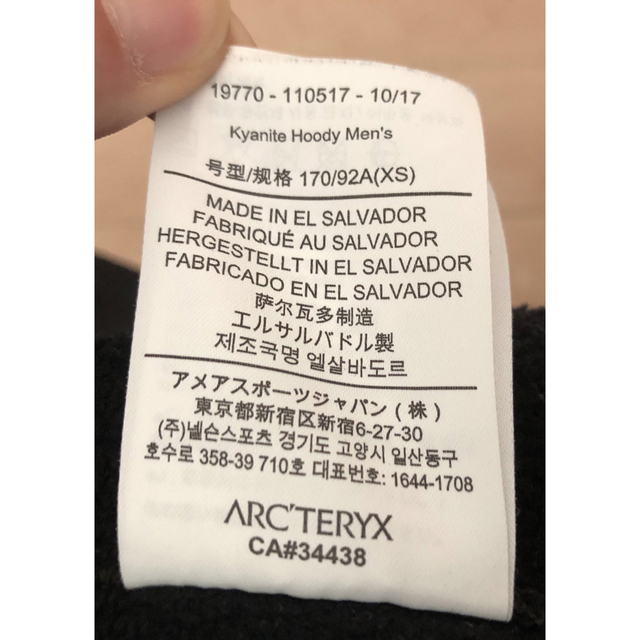 19770 - 110517 - 10/17
Kyanite Hoody Men's
号型/规格 170/92A(XS)
MADE IN EL SALVADOR
FABRIQUÉ AU SALVADOR
HERGESTELLT IN EL SALVADOR
FABRICADO EN EL SALVADOR
萨尔瓦多制造
エルサルバドル製
제조국명 엘살바도르
アメアスポーツジャパン (株)
東京都新宿区新宿6-27-30
(주)넬슨스포츠 경기도 고양시 일산동구
호수로 358-39 710호 대표번호: 1644-1708
ARC'TERYX
CA#34438